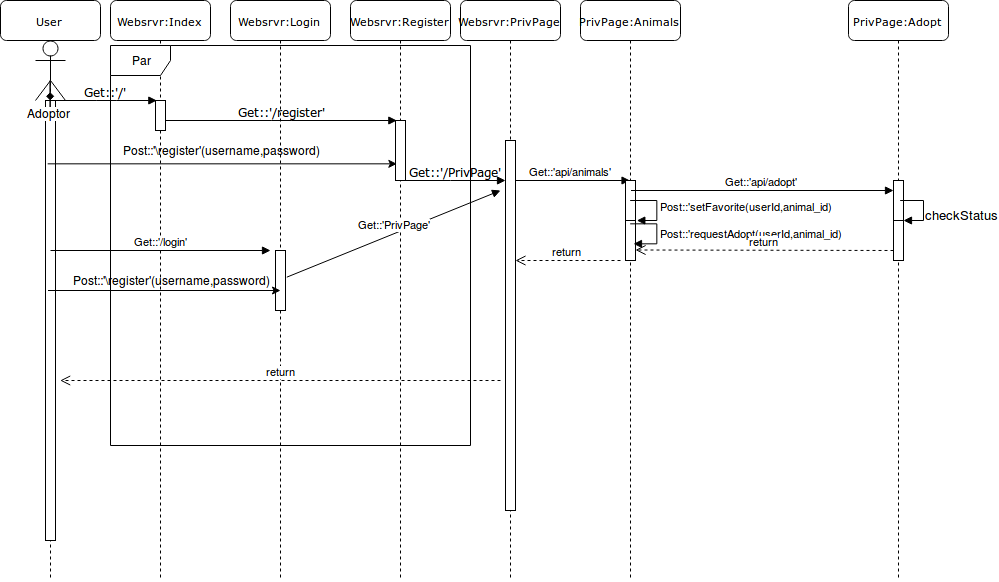 User
Websrvr:Index
Websrvr:Login
Websrvr:Register
Websrvr:PrivPage
PrivPage:Animals
PrivPage:Adopt
Par
Get::'/'
Adoptor
Get::'/register'
Post::'\register'(username,password)
Get::'/PrivPage'
Get::'api/animals'
Get::'api/adopt'
Post::'setFavorite(userId,animal_id)
checkStatus
Get::'PrivPage'
Post::'requestAdopt(userId,animal_id)
return
Get::'/login'
return
Post::\register'(username,password)
return